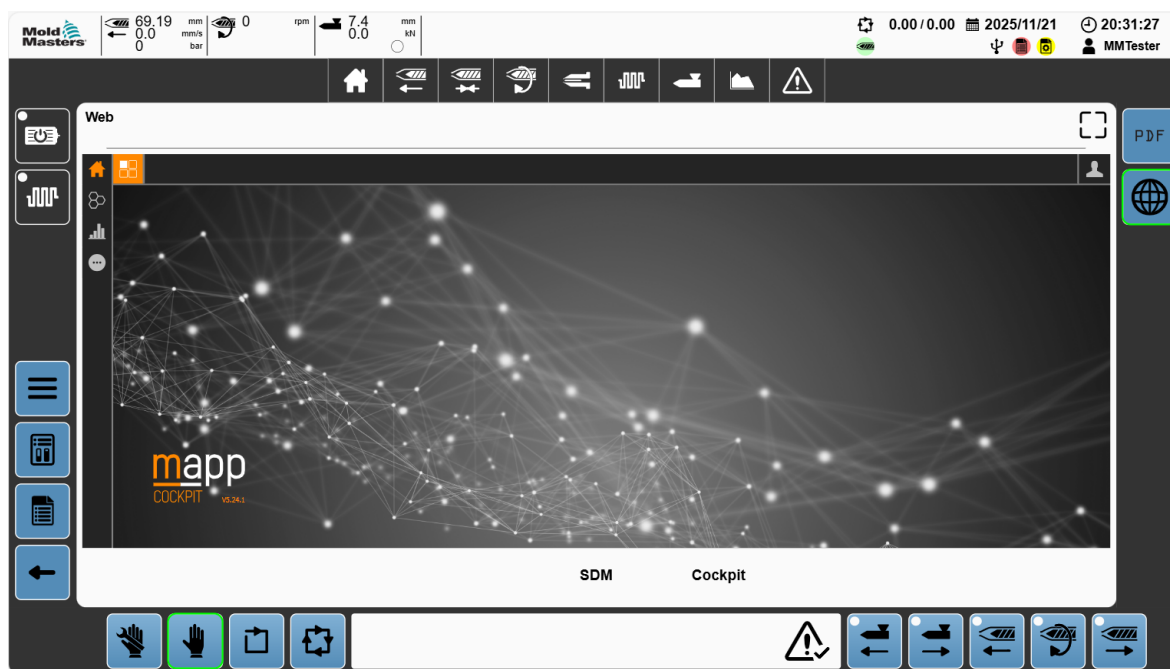 Mold
Masters
69.19 mm
0.0 mm/s
0 bar
0 rpm
7.4 mm
0.0 kN
0.00 / 0.00
2025/11/21
20:31:27
MMTester
Web
PDF
mapp
COCKPIT V5.24.1
SDM Cockpit